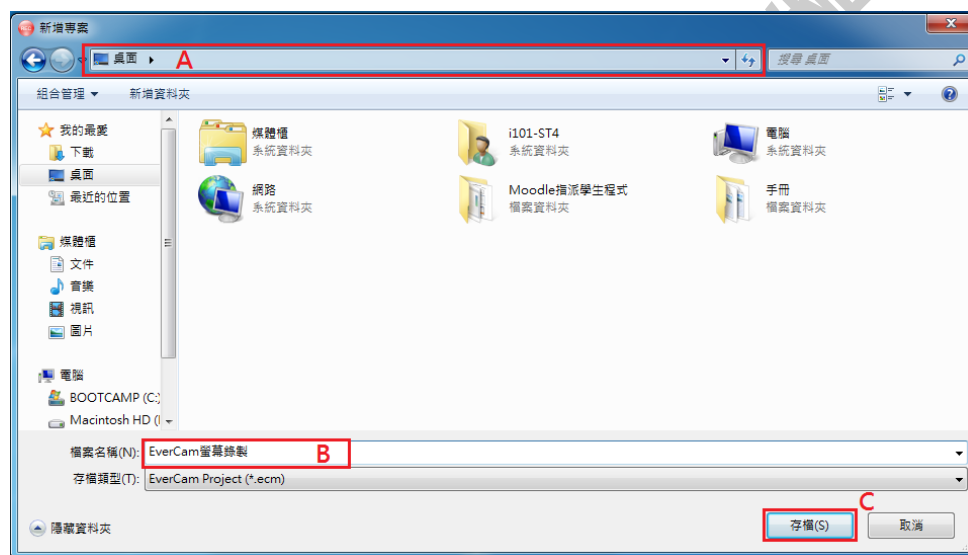 新增專案
桌面
A
搜尋 桌面
組合管理
新增資料夾
我的最愛
下載
桌面
最近的位置
媒體櫃
文件
音樂
視訊
圖片
電腦
BOOTCAMP (C:)
Macintosh HD (
媒體櫃
系統資料夾
i101-ST4
系統資料夾
電腦
系統資料夾
網路
系統資料夾
Moodle指派學生程式
檔案資料夾
手冊
檔案資料夾
檔案名稱(N): EverCam螢幕錄製
B
存檔類型(T): EverCam Project (*.ecm)
C
隱藏資料夾
存檔(S)
取消